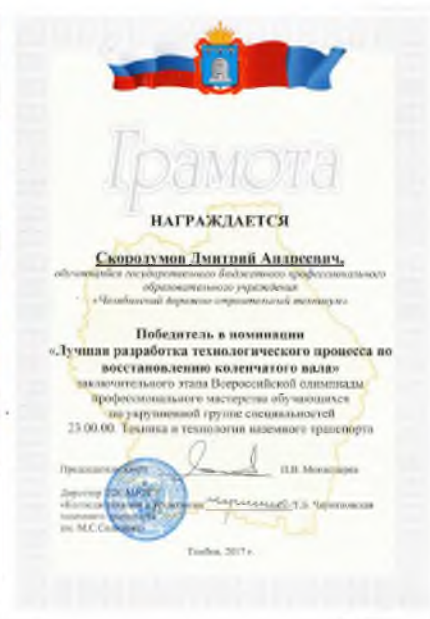 Грамота
НАГРАЖДАЕТСЯ
Скородумов Дмитрий Андреевич,
обучающийся государственного бюджетного профессионального
образовательного учреждения
«Челябинский дорожно-строительный техникум»
Победитель в номинации
«Лучшая разработка технологического процесса по
восстановлению коленчатого вала»
заключительного этапа Всероссийской олимпиады
профессионального мастерства обучающихся
по укрупненной группе специальностей
23.00.00. Техника и технологии наземного транспорта
Председатель
Директор
им. М.С.
Тамбов, 2017 г.